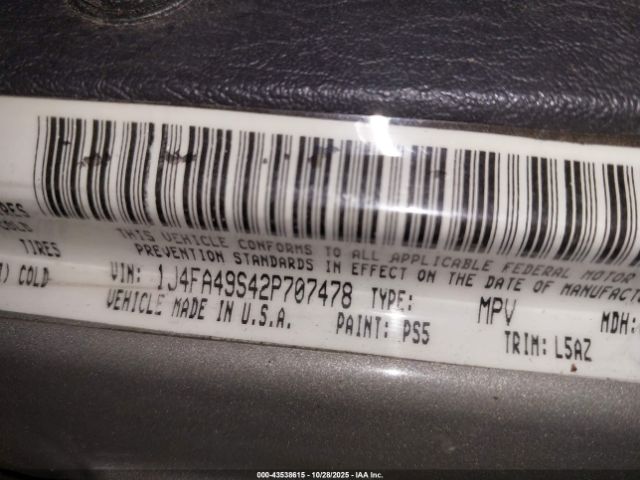 THIS VEHICLE CONFORMS TO ALL APPLICABLE FEDERAL MOTOR
PREVENTION STANDARDS IN EFFECT ON THE DATE OF MANUFACT
COLD
TIRES
) COLD
VIN: 1J4FA49S42P707478 TYPE: MPV MDH:
VEHICLE MADE IN U.S.A. PAINT: PS5 TRIM: L5AZ
000-43538615 - 10/28/2025 - IAA Inc.